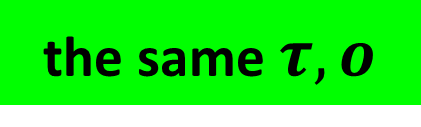 the same 𝝉, 𝒐